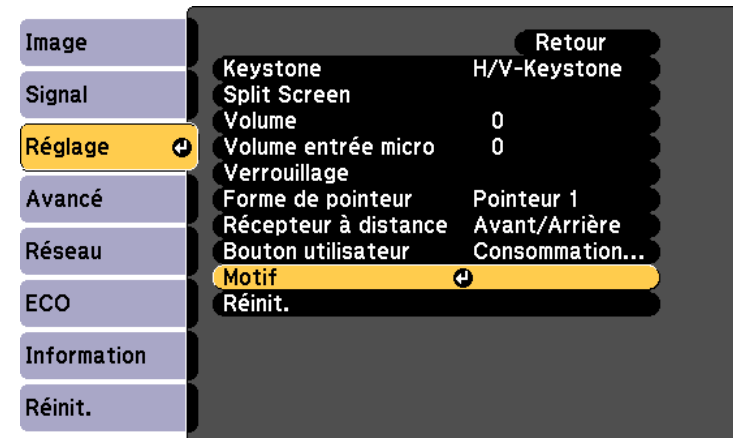 Image
Signal
Réglage
Avancé
Réseau
ECO
Information
Réinit.
Retour
Keystone H/V-Keystone
Split Screen
Volume 0
Volume entrée micro 0
Verrouillage
Forme de pointeur Pointeur 1
Récepteur à distance Avant/Arrière
Bouton utilisateur Consommation...
Motif
Réinit.